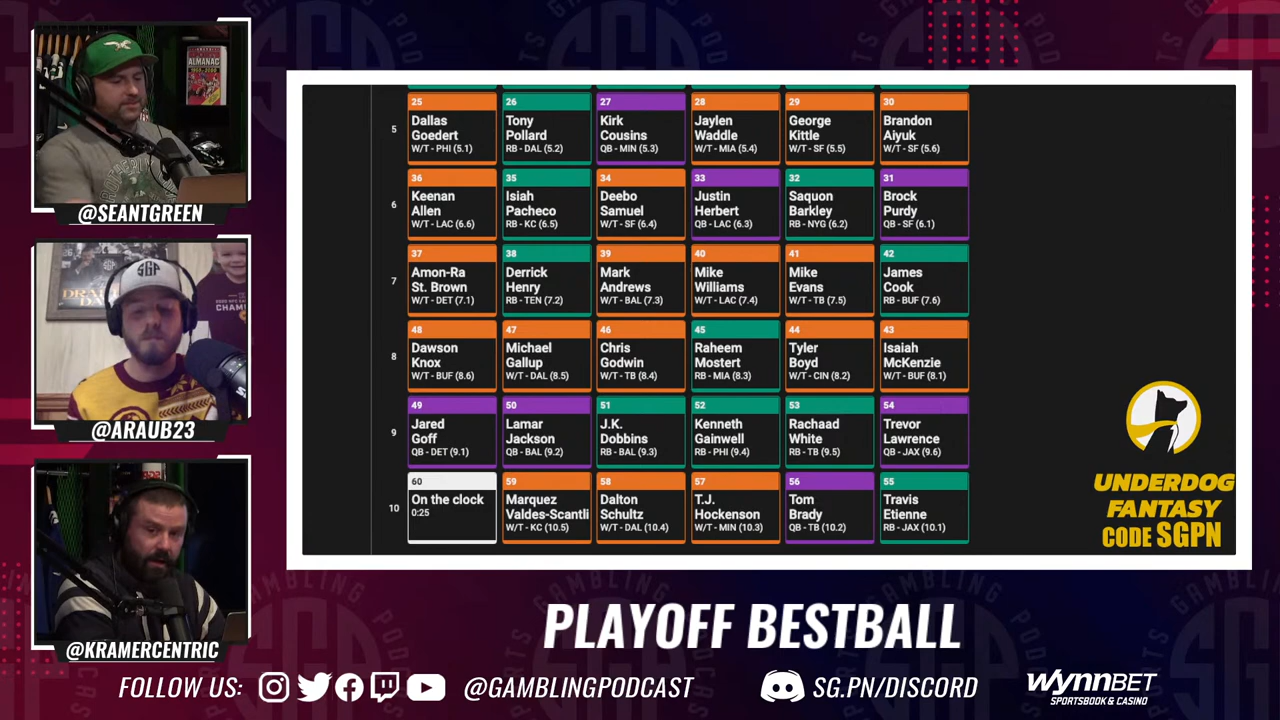 @SEANTGREEN
@ARAUB23
@KRAMERCENTRIC
ALMANAC
SGP
5
25
Dallas
Goedert
W/T - PHI (5.1)
26
Tony
Pollard
RB - DAL (5.2)
27
Kirk
Cousins
QB - MIN (5.3)
28
Jaylen
Waddle
W/T - MIA (5.4)
29
George
Kittle
W/T - SF (5.5)
30
Brandon
Aiyuk
W/T - SF (5.6)
6
36
Keenan
Allen
W/T - LAC (6.6)
35
Isiah
Pacheco
RB - KC (6.5)
34
Deebo
Samuel
W/T - SF (6.4)
33
Justin
Herbert
QB - LAC (6.3)
32
Saquon
Barkley
RB - NYG (6.2)
31
Brock
Purdy
QB - SF (6.1)
7
37
Amon-Ra
St. Brown
W/T - DET (7.1)
38
Derrick
Henry
RB - TEN (7.2)
39
Mark
Andrews
W/T - BAL (7.3)
40
Mike
Williams
W/T - LAC (7.4)
41
Mike
Evans
W/T - TB (7.5)
42
James
Cook
RB - BUF (7.6)
8
48
Dawson
Knox
W/T - BUF (8.6)
47
Michael
Gallup
W/T - DAL (8.5)
46
Chris
Godwin
W/T - TB (8.4)
45
Raheem
Mostert
RB - MIA (8.3)
44
Tyler
Boyd
W/T - CIN (8.2)
43
Isaiah
McKenzie
W/T - BUF (8.1)
9
49
Jared
Goff
QB - DET (9.1)
50
Lamar
Jackson
QB - BAL (9.2)
51
J.K.
Dobbins
RB - BAL (9.3)
52
Kenneth
Gainwell
RB - PHI (9.4)
53
Rachaad
White
RB - TB (9.5)
54
Trevor
Lawrence
QB - JAX (9.6)
10
60
On the clock
0:25
59
Marquez
Valdes-Scantli
W/T - KC (10.5)
58
Dalton
Schultz
W/T - DAL (10.4)
57
T.J.
Hockenson
W/T - MIN (10.3)
56
Tom
Brady
QB - TB (10.2)
55
Travis
Etienne
RB - JAX (10.1)
UNDERDOG
FANTASY
CODE SGPN
PLAYOFF BESTBALL
FOLLOW US: @GAMBLINGPODCAST SG.PN/DISCORD
WYNNBET
SPORTSBOOK & CASINO